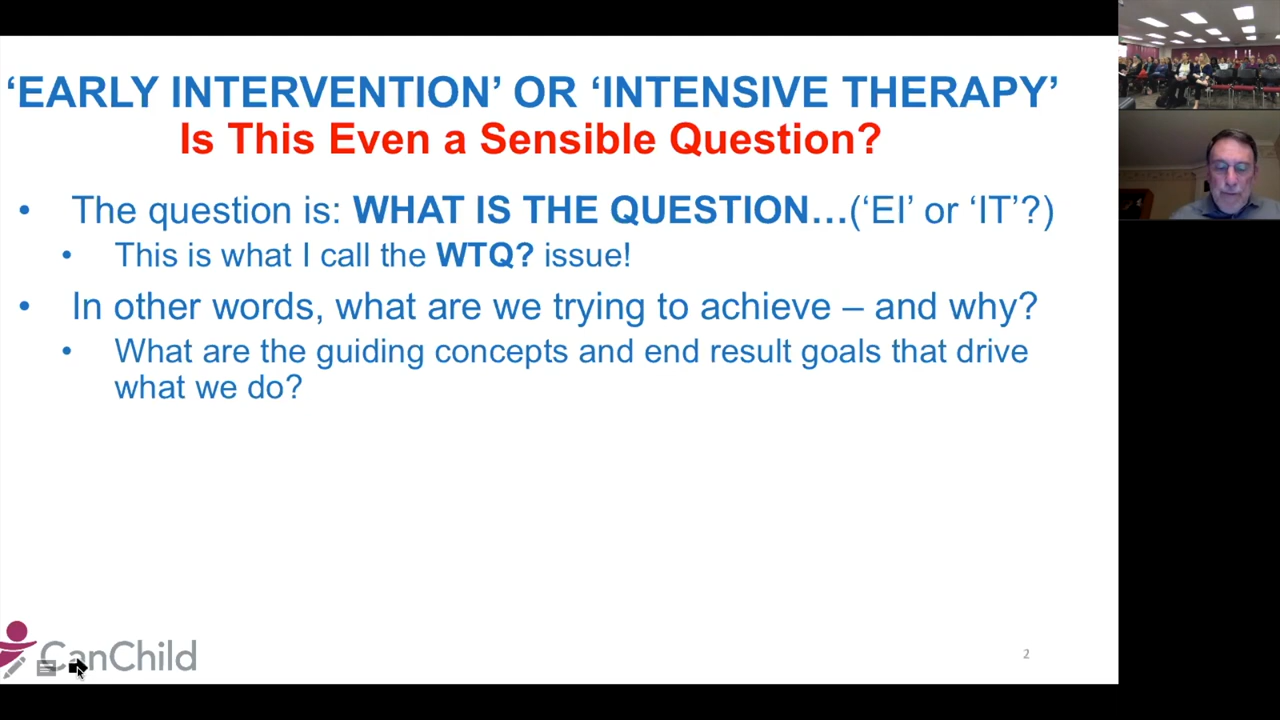 ‘EARLY INTERVENTION’ OR ‘INTENSIVE THERAPY’
Is This Even a Sensible Question?
• The question is: WHAT IS THE QUESTION…(‘EI’ or ‘IT’?)
• This is what I call the WTQ? issue!
• In other words, what are we trying to achieve – and why?
• What are the guiding concepts and end result goals that drive
what we do?
CanChild
2